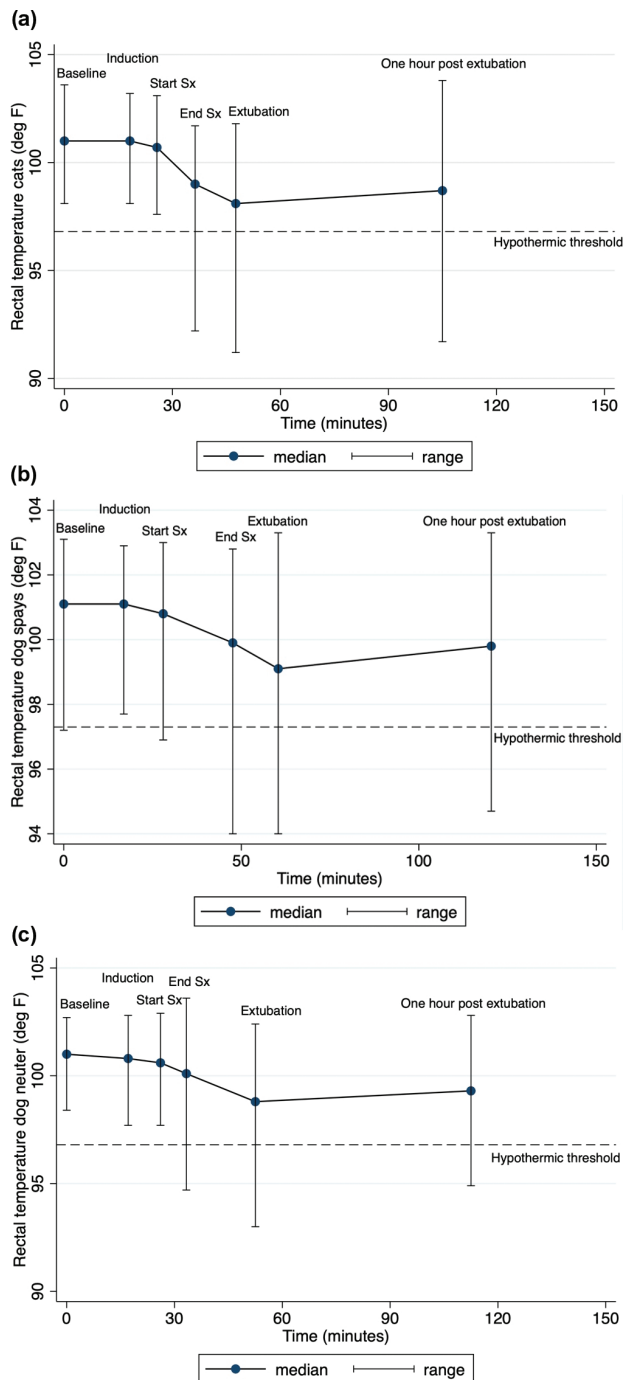 (a)
Rectal temperature cats (deg F)
105
100
95
90
Baseline
Induction
Start Sx
End Sx
Extubation
One hour post extubation
Hypothermic threshold
0 30 60 90 120 150
Time (minutes)
median range
(b)
Rectal temperature dog spays (deg F)
104
102
100
98
96
94
Baseline
Induction
Start Sx
End Sx
Extubation
One hour post extubation
Hypothermic threshold
0 50 100 150
Time (minutes)
median range
(c)
Rectal temperature dog neuter (deg F)
105
100
95
90
Baseline
Induction
Start Sx
End Sx
Extubation
One hour post extubation
Hypothermic threshold
0 30 60 90 120 150
Time (minutes)
median range